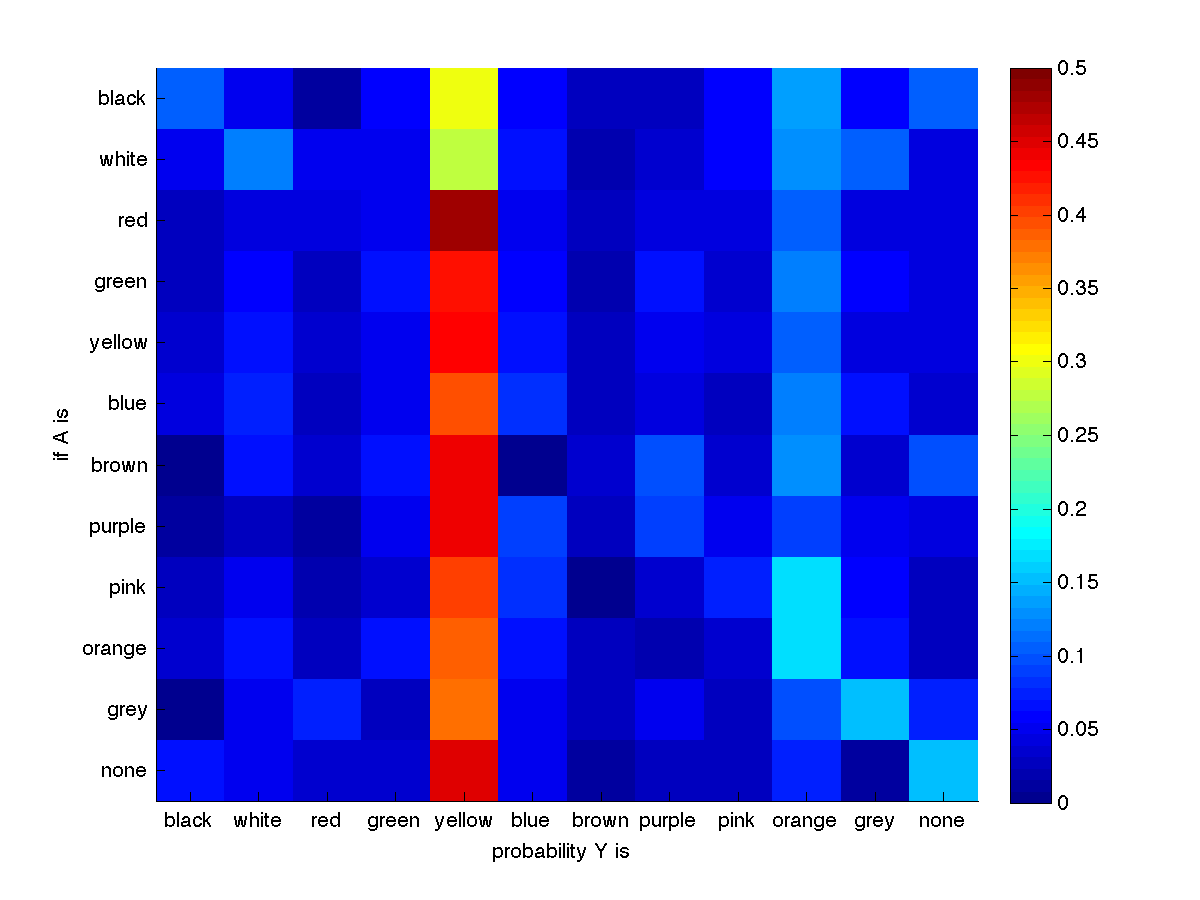 black
white
red
green
yellow
blue
brown
purple
pink
orange
grey
none
if A is
black white red green yellow blue brown purple pink orange grey none
probability Y is
0.5
0.45
0.4
0.35
0.3
0.25
0.2
0.15
0.1
0.05
0